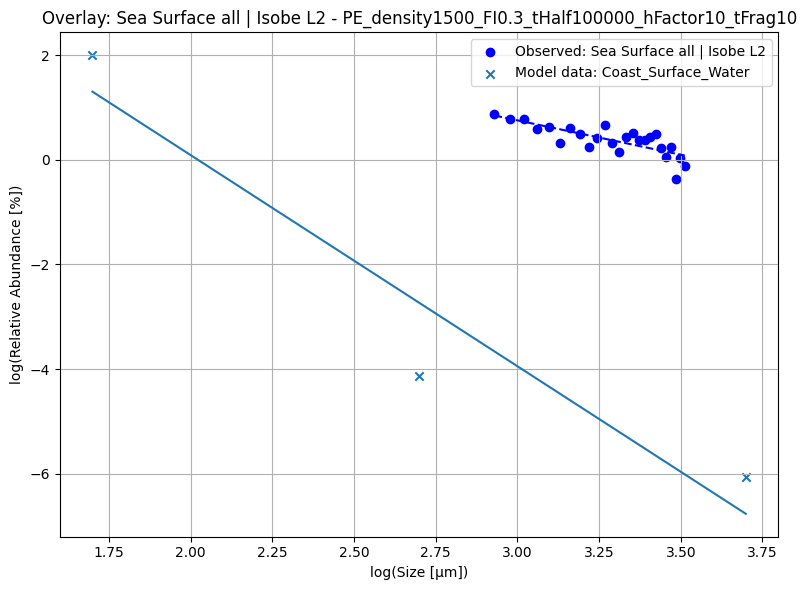 Overlay: Sea Surface all | Isobe L2 - PE_density1500_FI0.3_tHalf100000_hFactor10_tFrag10
Observed: Sea Surface all | Isobe L2
Model data: Coast_Surface_Water
log(Relative Abundance [%])
2
0
−2
−4
−6
1.75 2.00 2.25 2.50 2.75 3.00 3.25 3.50 3.75
log(Size [μm])